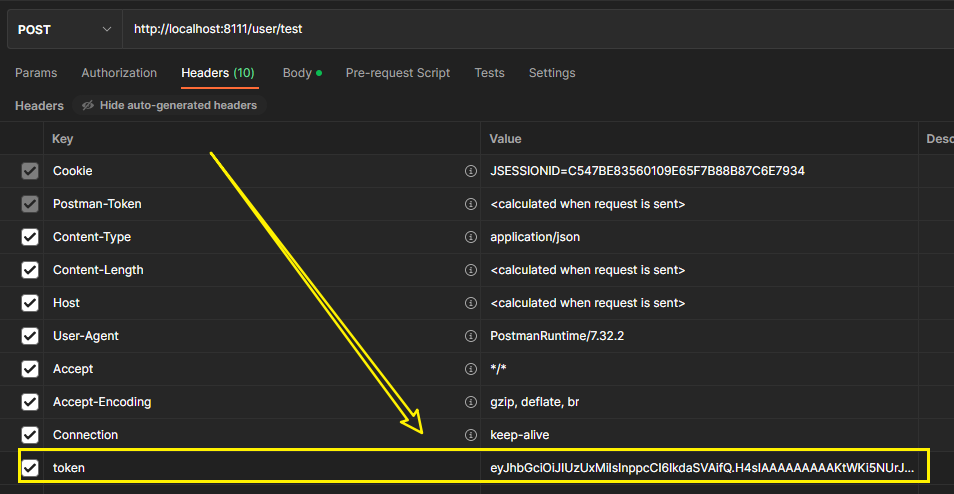 POST http://localhost:8111/user/test
Params Authorization Headers (10) Body Pre-request Script Tests Settings
Headers Hide auto-generated headers
Key Value Desc
Cookie JSESSIONID=C547BE83560109E65F7B88B87C6E7934
Postman-Token <calculated when request is sent>
Content-Type application/json
Content-Length <calculated when request is sent>
Host <calculated when request is sent>
User-Agent PostmanRuntime/7.32.2
Accept */*
Accept-Encoding gzip, deflate, br
Connection keep-alive
token eyJhbGciOiJIUzUxMiIsInppcCI6IkdaSVAifQ.H4sIAAAAAAAAAKtWKi5NUrJ...